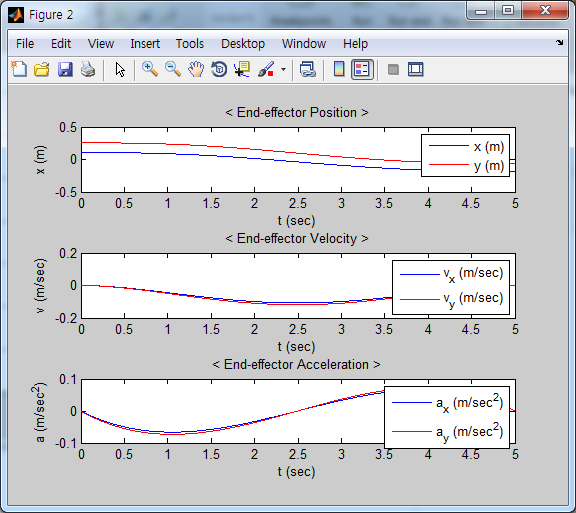 Figure 2
File Edit View Insert Tools Desktop Window Help
< End-effector Position >
x (m)
0.5
0
-0.5
x (m)
y (m)
0 0.5 1 1.5 2 2.5 3 3.5 4 4.5 5
t (sec)
< End-effector Velocity >
v (m/sec)
0.2
0
-0.2
v_x (m/sec)
v_y (m/sec)
0 0.5 1 1.5 2 2.5 3 3.5 4 4.5 5
t (sec)
< End-effector Acceleration >
a (m/sec²)
0.1
0
-0.1
a_x (m/sec²)
a_y (m/sec²)
0 0.5 1 1.5 2 2.5 3 3.5 4 4.5 5
t (sec)